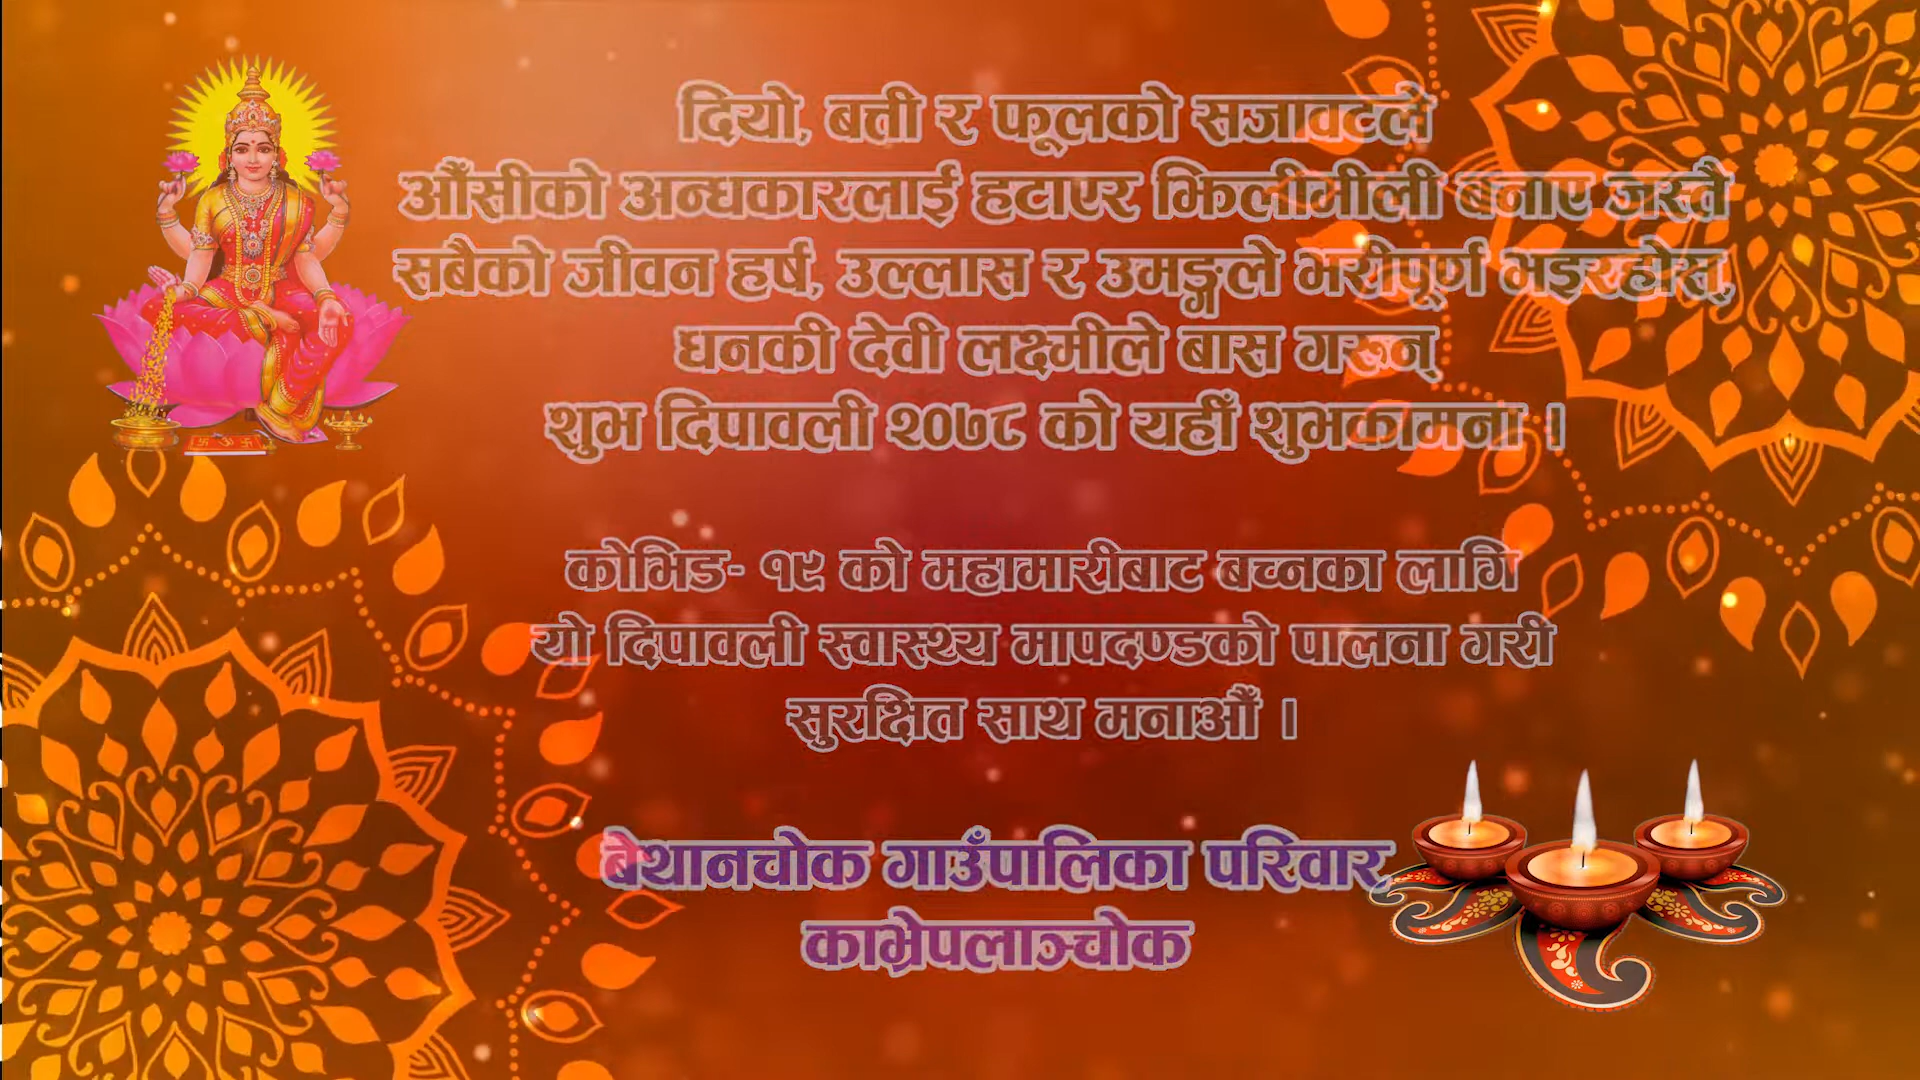 दियो, बत्ती र फूलको सजावटले
औंसीको अन्धकारलाई हटाएर झिलीमीली बनाए जस्तै
सबैको जीवन हर्ष, उल्लास र उमङ्गले भरीपूर्ण भइरहोस्,
धनकी देवी लक्ष्मीले बास गरून्
शुभ दिपावली २०७८ को यहीँ शुभकामना ।
कोभिड- १९ को महामारीबाट बच्नका लागि
यो दिपावली स्वास्थ्य मापदण्डको पालना गरी
सुरक्षित साथ मनाऔँ ।
बेथानचोक गाउँपालिका परिवार,
काभ्रेपलाञ्चोक